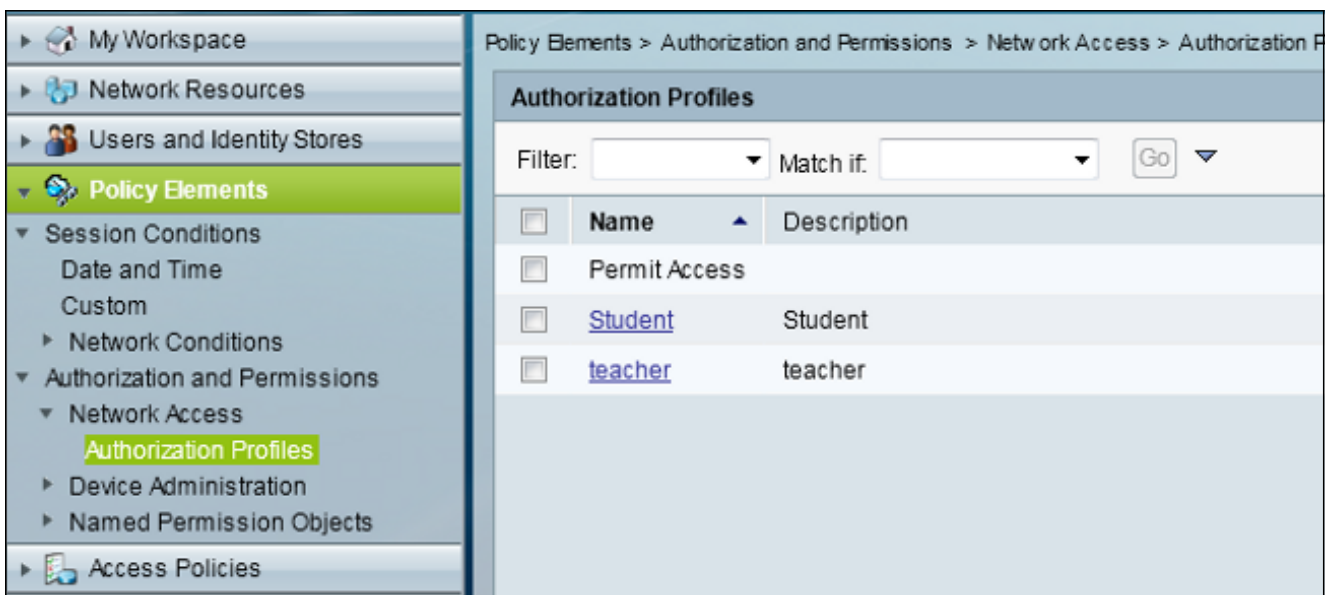 My Workspace
Network Resources
Users and Identity Stores
Policy Elements
Session Conditions
Date and Time
Custom
Network Conditions
Authorization and Permissions
Network Access
Authorization Profiles
Device Administration
Named Permission Objects
Access Policies
Policy Elements > Authorization and Permissions > Network Access > Authorization P
Authorization Profiles
Filter: Match if: Go
Name Description
Permit Access
Student Student
teacher teacher